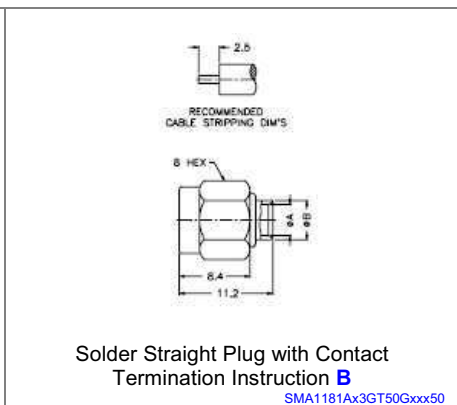 2.5
RECOMMENDED
CABLE STRIPPING DIM'S
8 HEX
øA
øB
8.4
11.2
Solder Straight Plug with Contact
Termination Instruction B
SMA1181Ax3GT50Gxxx50